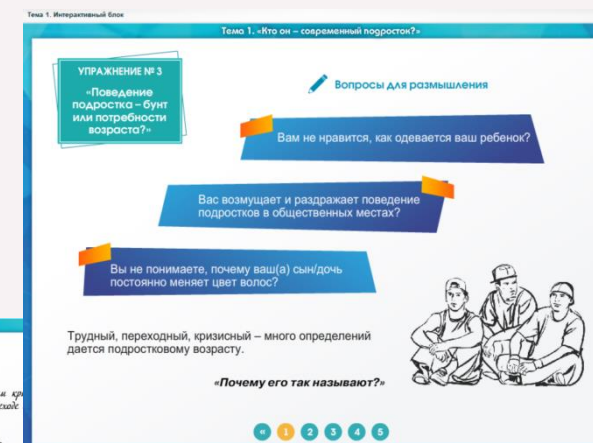 Тема 1. Интерактивный блок
Тема 1. «Кто он – современный подросток?»
УПРАЖНЕНИЕ № 3
«Поведение
подростка – бунт
или потребности
возраста?»
Вопросы для размышления
Вам не нравится, как одевается ваш ребенок?
Вас возмущает и раздражает поведение
подростков в общественных местах?
Вы не понимаете, почему ваш(а) сын/дочь
постоянно меняет цвет волос?
Трудный, переходный, кризисный – много определений
дается подростковому возрасту.
«Почему его так называют?»
« 1 2 3 4 5